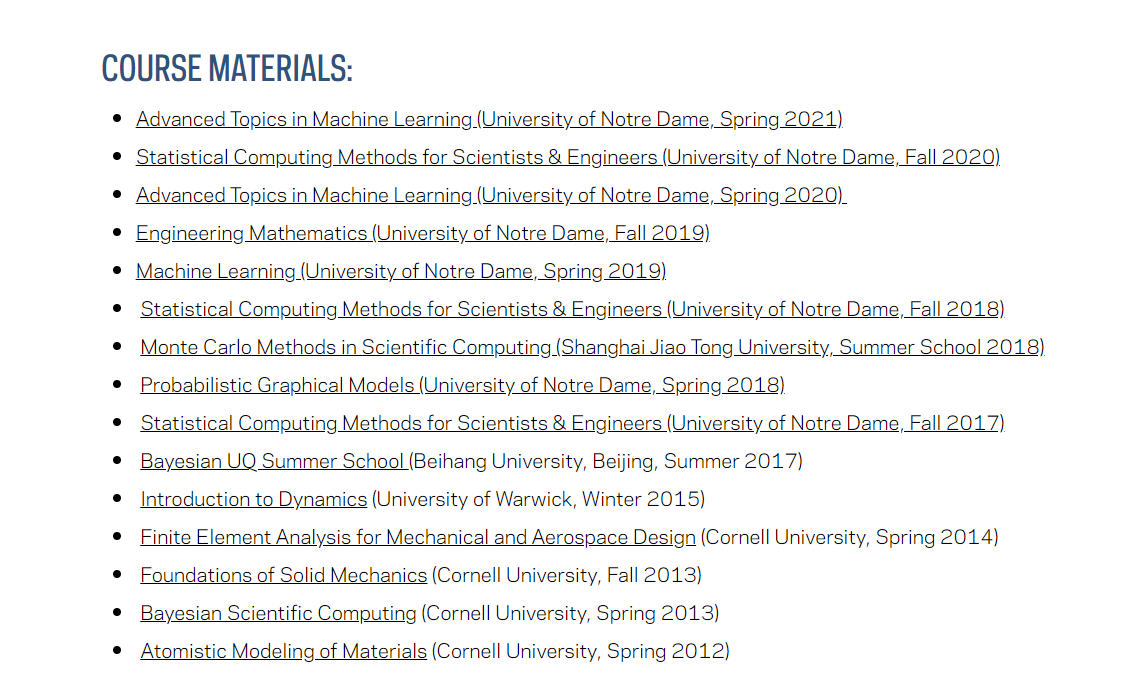 COURSE MATERIALS:
Advanced Topics in Machine Learning (University of Notre Dame, Spring 2021)
Statistical Computing Methods for Scientists & Engineers (University of Notre Dame, Fall 2020)
Advanced Topics in Machine Learning (University of Notre Dame, Spring 2020)
Engineering Mathematics (University of Notre Dame, Fall 2019)
Machine Learning (University of Notre Dame, Spring 2019)
Statistical Computing Methods for Scientists & Engineers (University of Notre Dame, Fall 2018)
Monte Carlo Methods in Scientific Computing (Shanghai Jiao Tong University, Summer School 2018)
Probabilistic Graphical Models (University of Notre Dame, Spring 2018)
Statistical Computing Methods for Scientists & Engineers (University of Notre Dame, Fall 2017)
Bayesian UQ Summer School (Beihang University, Beijing, Summer 2017)
Introduction to Dynamics (University of Warwick, Winter 2015)
Finite Element Analysis for Mechanical and Aerospace Design (Cornell University, Spring 2014)
Foundations of Solid Mechanics (Cornell University, Fall 2013)
Bayesian Scientific Computing (Cornell University, Spring 2013)
Atomistic Modeling of Materials (Cornell University, Spring 2012)